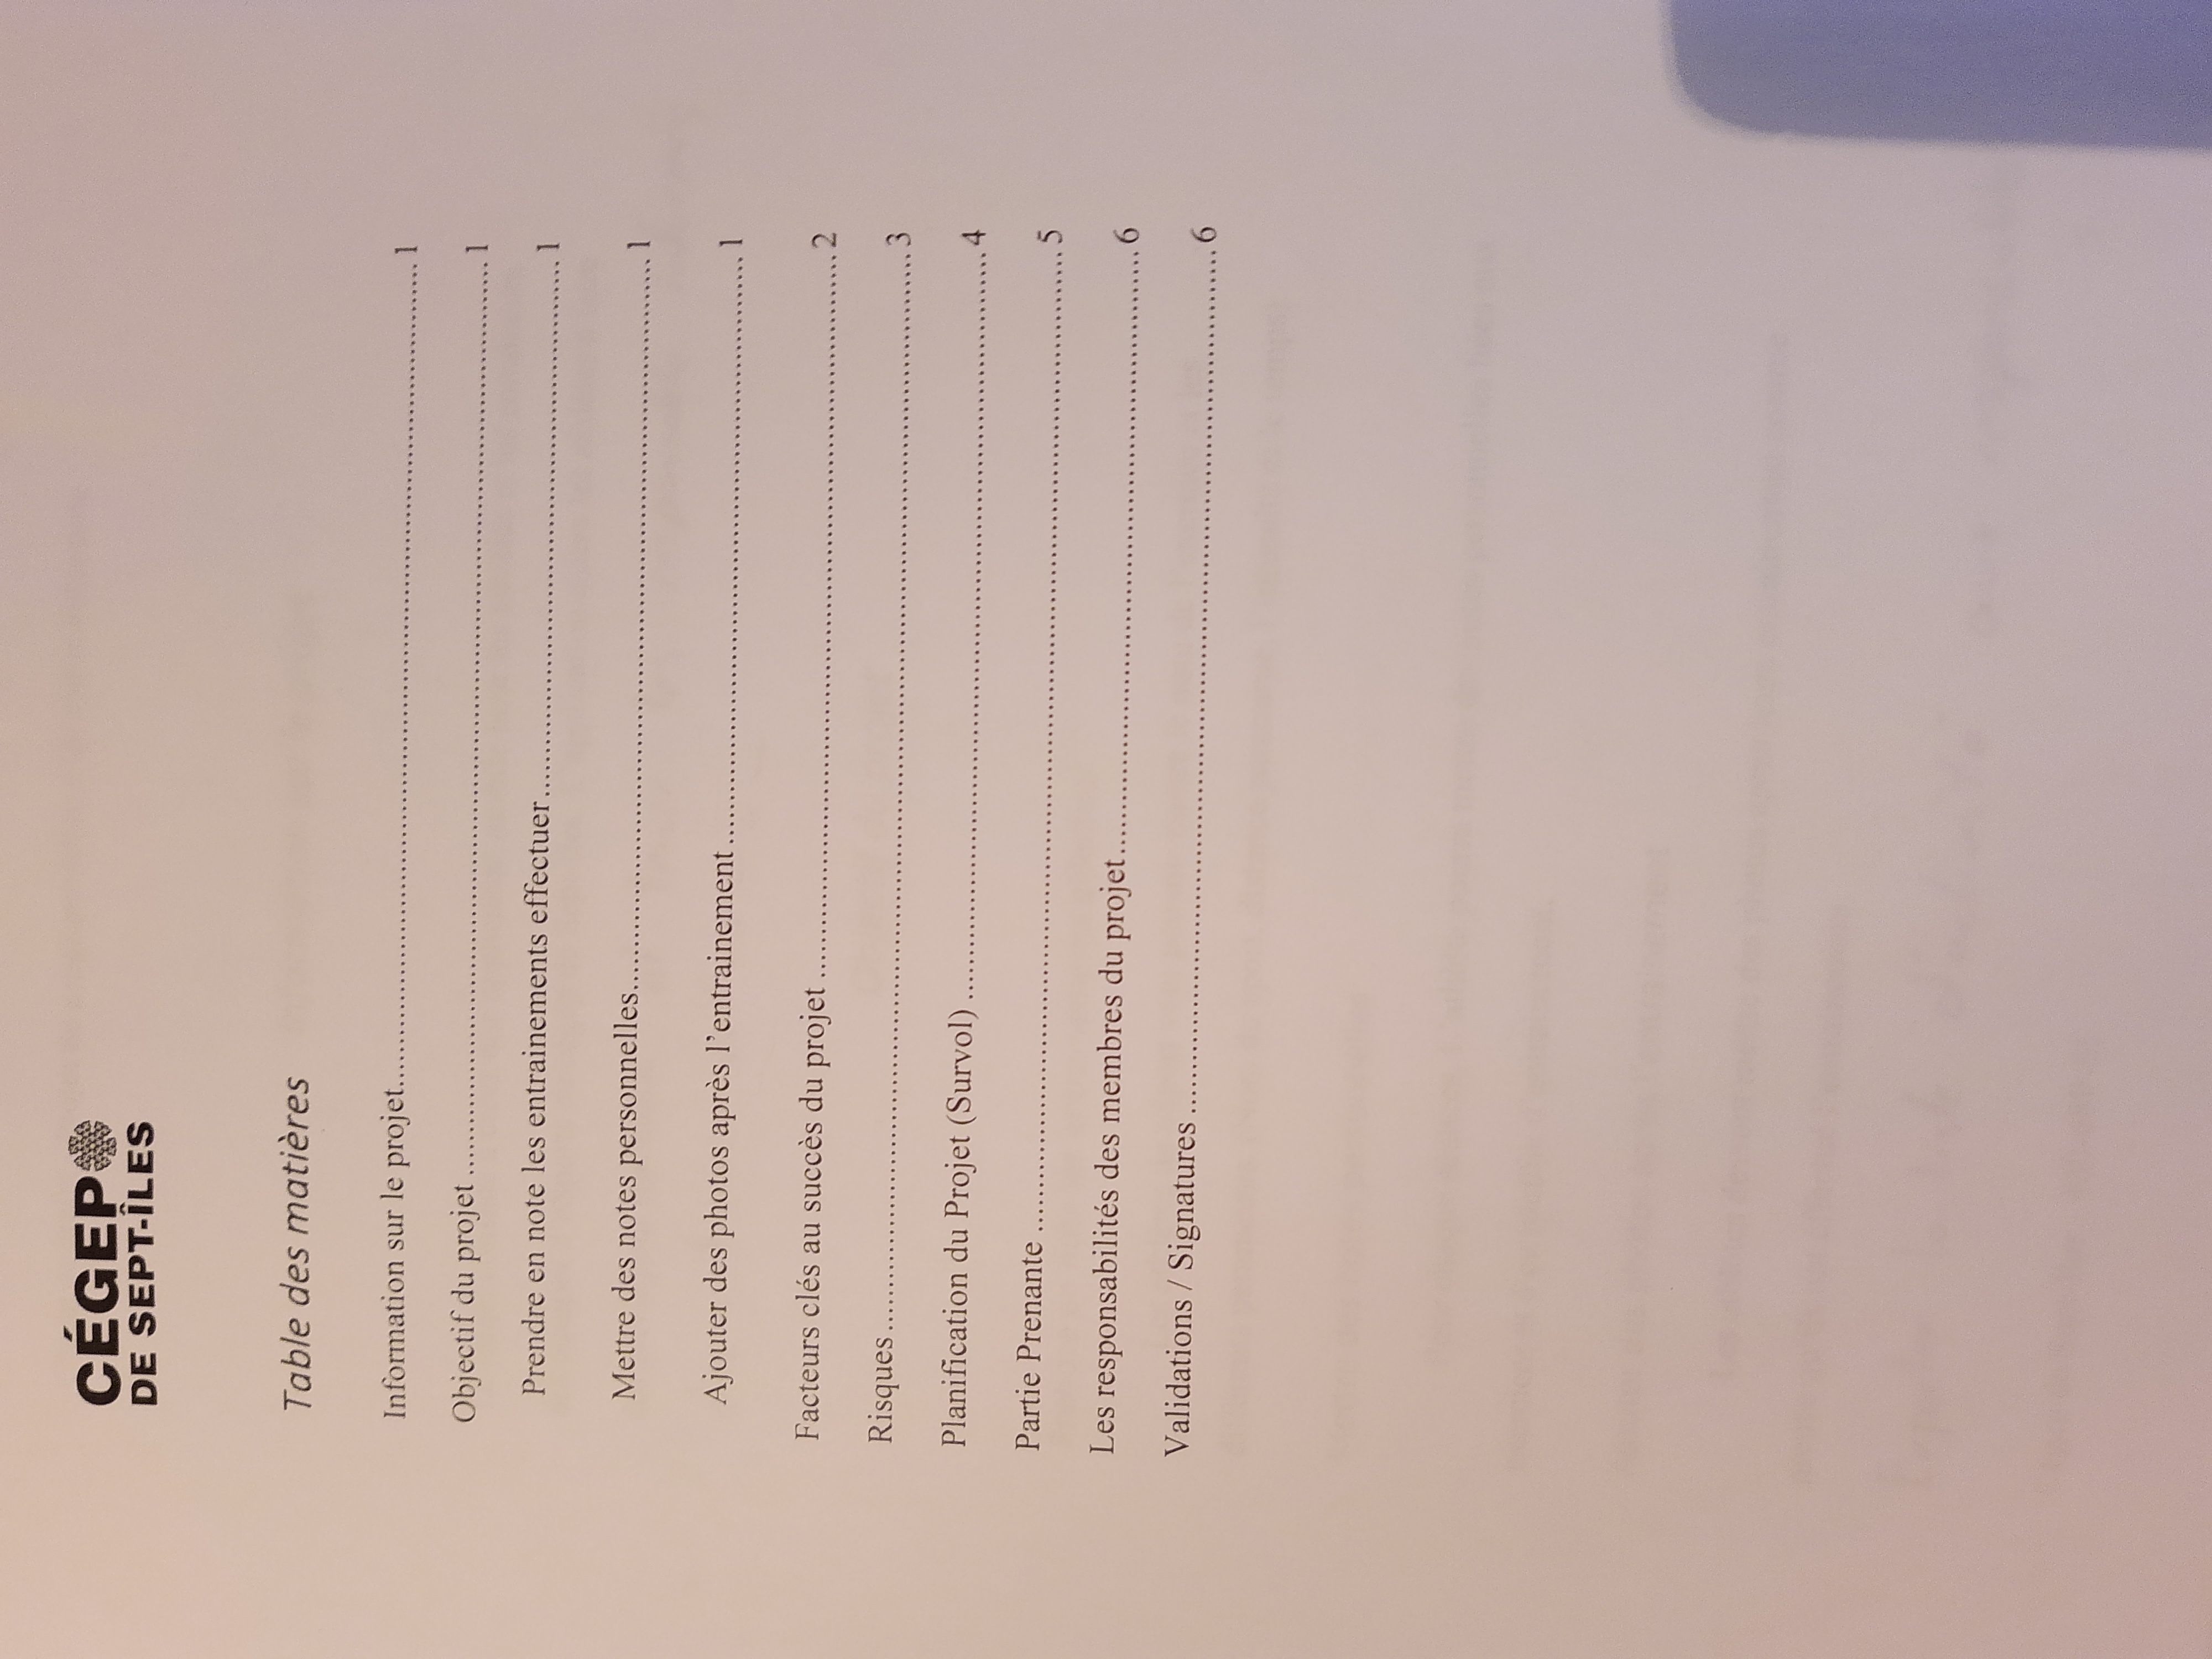 CÉGEP
DE SEPT-ÎLES
Table des matières
Information sur le projet 1
Objectif du projet 1
Prendre en note les entrainements effectuer 1
Mettre des notes personnelles 1
Ajouter des photos après l'entrainement 1
Facteurs clés au succès du projet 2
Risques 3
Planification du Projet (Survol) 4
Partie Prenante 5
Les responsabilités des membres du projet 6
Validations / Signatures 6